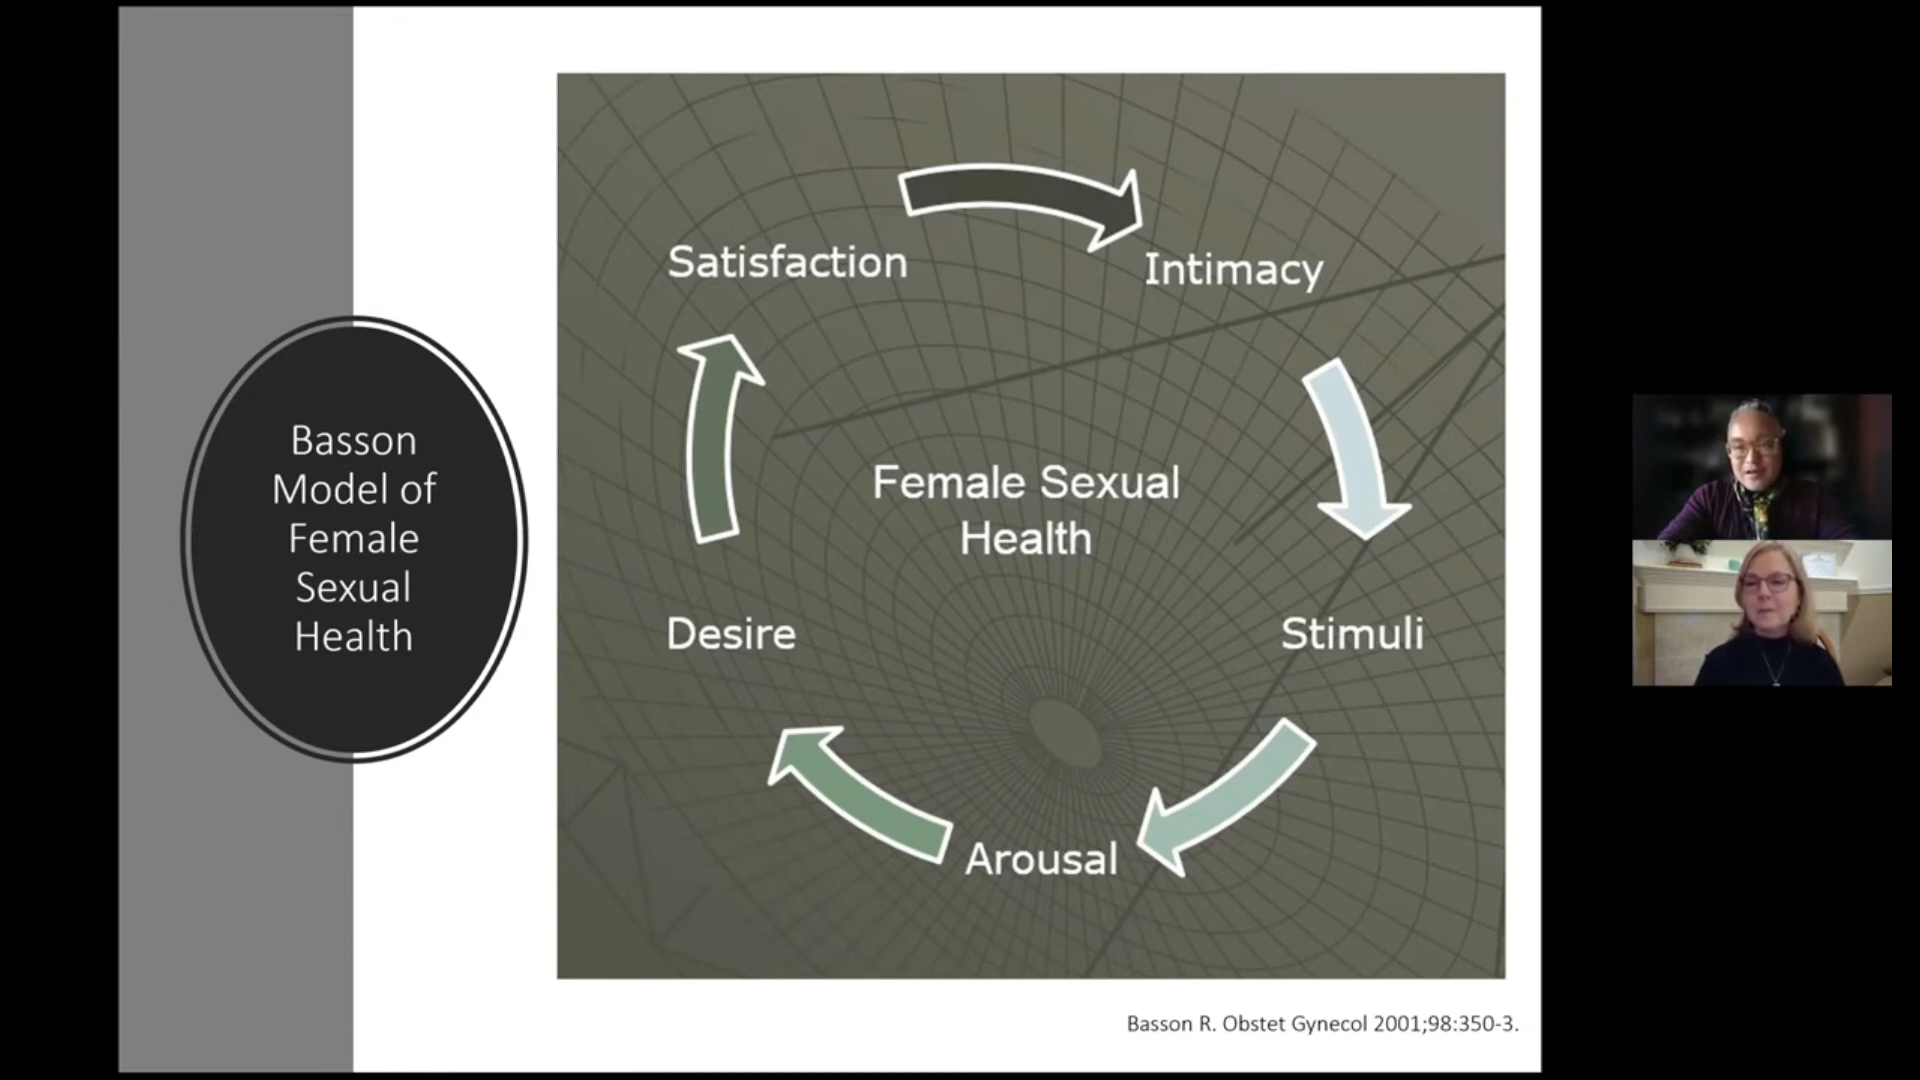 Basson
Model of
Female
Sexual
Health
Satisfaction
Intimacy
Female Sexual
Health
Desire
Stimuli
Arousal
Basson R. Obstet Gynecol 2001;98:350-3.